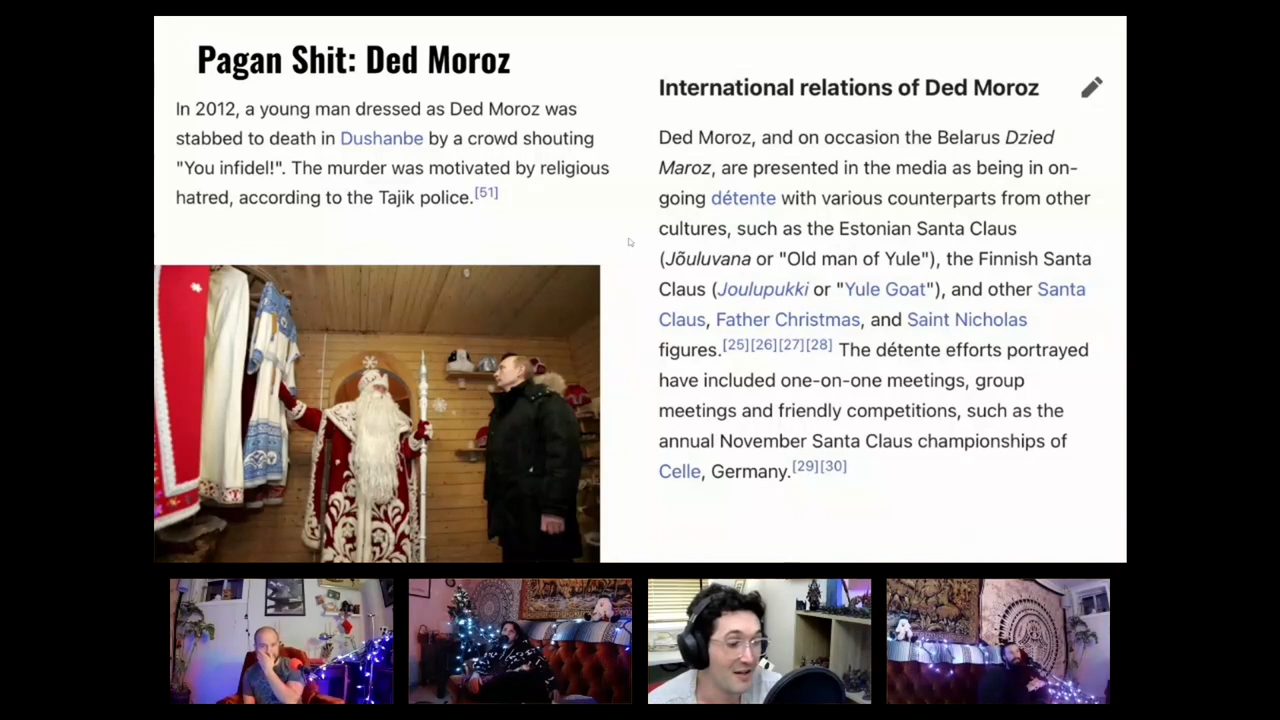 Pagan Shit: Ded Moroz
In 2012, a young man dressed as Ded Moroz was
stabbed to death in Dushanbe by a crowd shouting
"You infidel!". The murder was motivated by religious
hatred, according to the Tajik police.[51]
International relations of Ded Moroz
Ded Moroz, and on occasion the Belarus Dzied
Maroz, are presented in the media as being in on-
going détente with various counterparts from other
cultures, such as the Estonian Santa Claus
(Jõuluvana or "Old man of Yule"), the Finnish Santa
Claus (Joulupukki or "Yule Goat"), and other Santa
Claus, Father Christmas, and Saint Nicholas
figures.[25][26][27][28] The détente efforts portrayed
have included one-on-one meetings, group
meetings and friendly competitions, such as the
annual November Santa Claus championships of
Celle, Germany.[29][30]